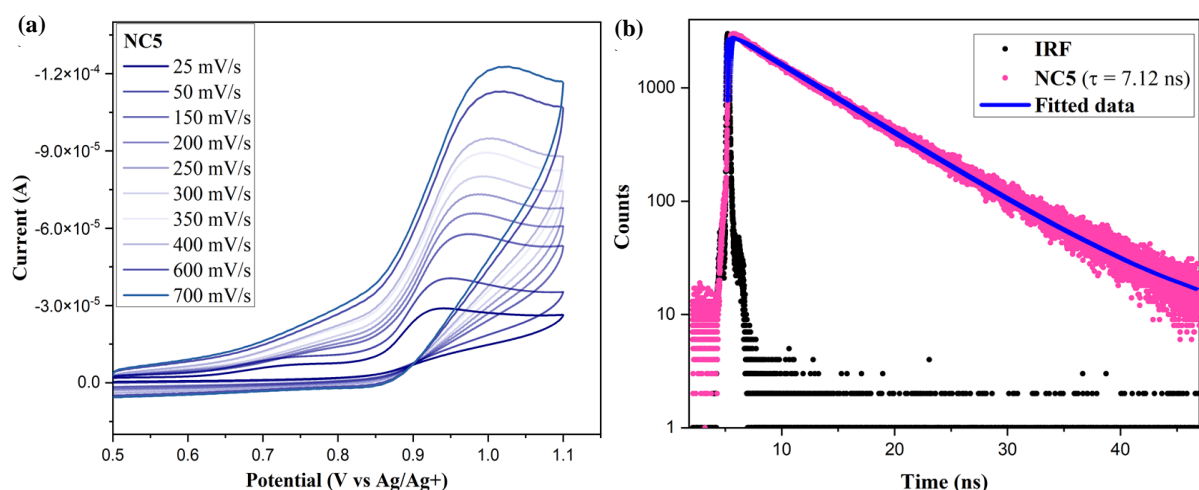 (a)
NC5
25 mV/s
50 mV/s
150 mV/s
200 mV/s
250 mV/s
300 mV/s
350 mV/s
400 mV/s
600 mV/s
700 mV/s
-1.2×10⁻⁴
-9.0×10⁻⁵
-6.0×10⁻⁵
-3.0×10⁻⁵
0.0
Current (A)
0.5 0.6 0.7 0.8 0.9 1.0 1.1
Potential (V vs Ag/Ag+)
(b)
IRF
NC5 (τ = 7.12 ns)
Fitted data
1000
100
10
1
Counts
10 20 30 40
Time (ns)